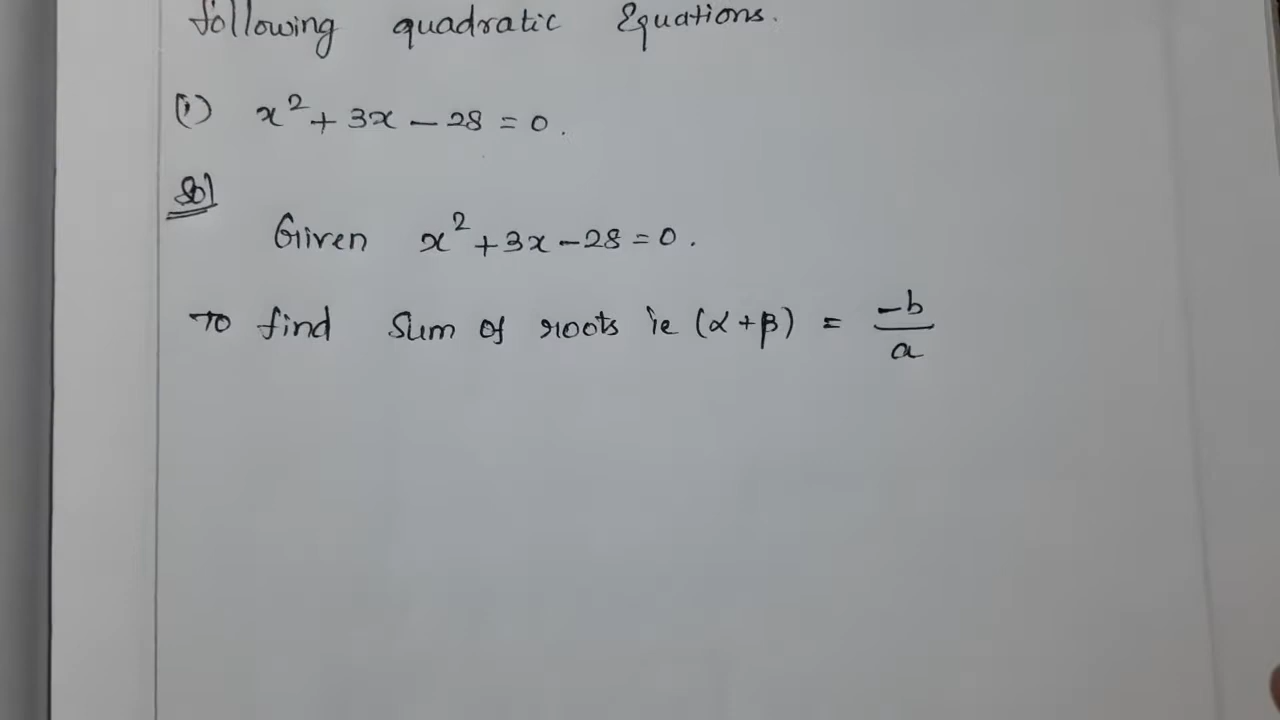 following quadratic Equations.
(1) x² + 3x - 28 = 0.
Sol
Given x² + 3x - 28 = 0.
To find Sum of roots ie (α + β) = -b/a